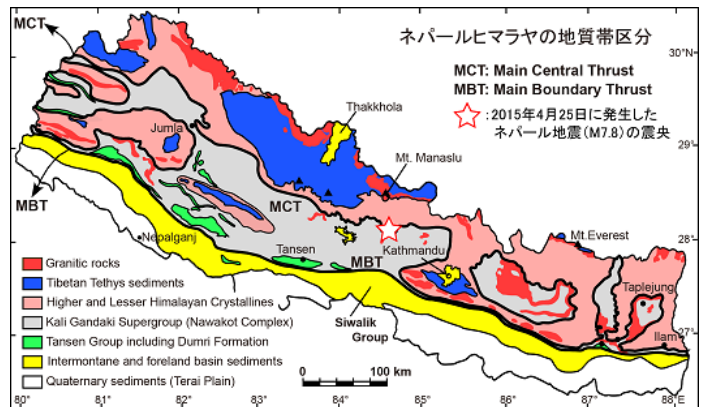 MCT
ネパールヒマラヤの地質帯区分
30°N
MCT: Main Central Thrust
MBT: Main Boundary Thrust
:2015年4月25日に発生した
ネパール地震(M7.8)の震央
Thakkhola
Jumla
29°
Mt. Manaslu
MCT
MBT
Nepalganj
Mt.Everest
28°
Tansen
MBT
Kathmandu
Taplejung
Siwalik
Group
27°
Ilam
Granitic rocks
Tibetan Tethys sediments
Higher and Lesser Himalayan Crystallines
Kali Gandaki Supergroup (Nawakot Complex)
Tansen Group including Dumri Formation
Intermontane and foreland basin sediments
Quaternary sediments (Terai Plain)
0 100 km
80° 81° 82° 83° 84° 85° 86° 87° 88°E